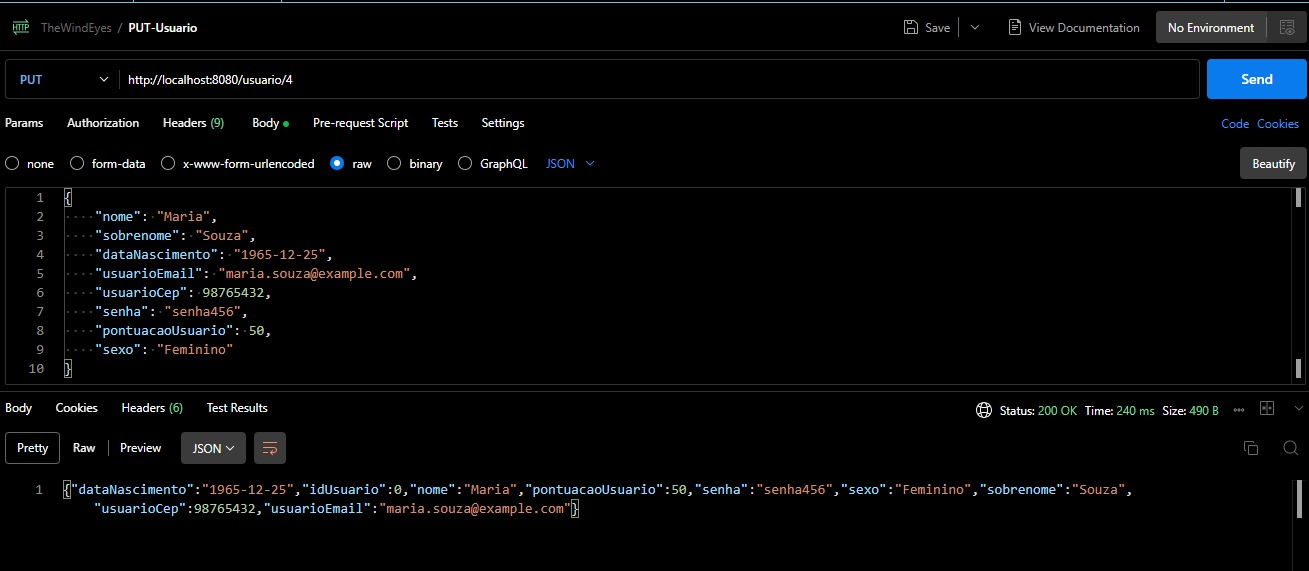 HTTP TheWindEyes / PUT-Usuario Save View Documentation No Environment
PUT http://localhost:8080/usuario/4 Send
Params Authorization Headers (9) Body Pre-request Script Tests Settings Code Cookies
none form-data x-www-form-urlencoded raw binary GraphQL JSON Beautify
1 {
2 "nome": "Maria",
3 "sobrenome": "Souza",
4 "dataNascimento": "1965-12-25",
5 "usuarioEmail": "maria.souza@example.com",
6 "usuarioCep": 98765432,
7 "senha": "senha456",
8 "pontuacaoUsuario": 50,
9 "sexo": "Feminino"
10 }
Body Cookies Headers (6) Test Results Status: 200 OK Time: 240 ms Size: 490 B
Pretty Raw Preview JSON
1 {"dataNascimento":"1965-12-25","idUsuario":0,"nome":"Maria","pontuacaoUsuario":50,"senha":"senha456","sexo":"Feminino","sobrenome":"Souza",
"usuarioCep":98765432,"usuarioEmail":"maria.souza@example.com"}